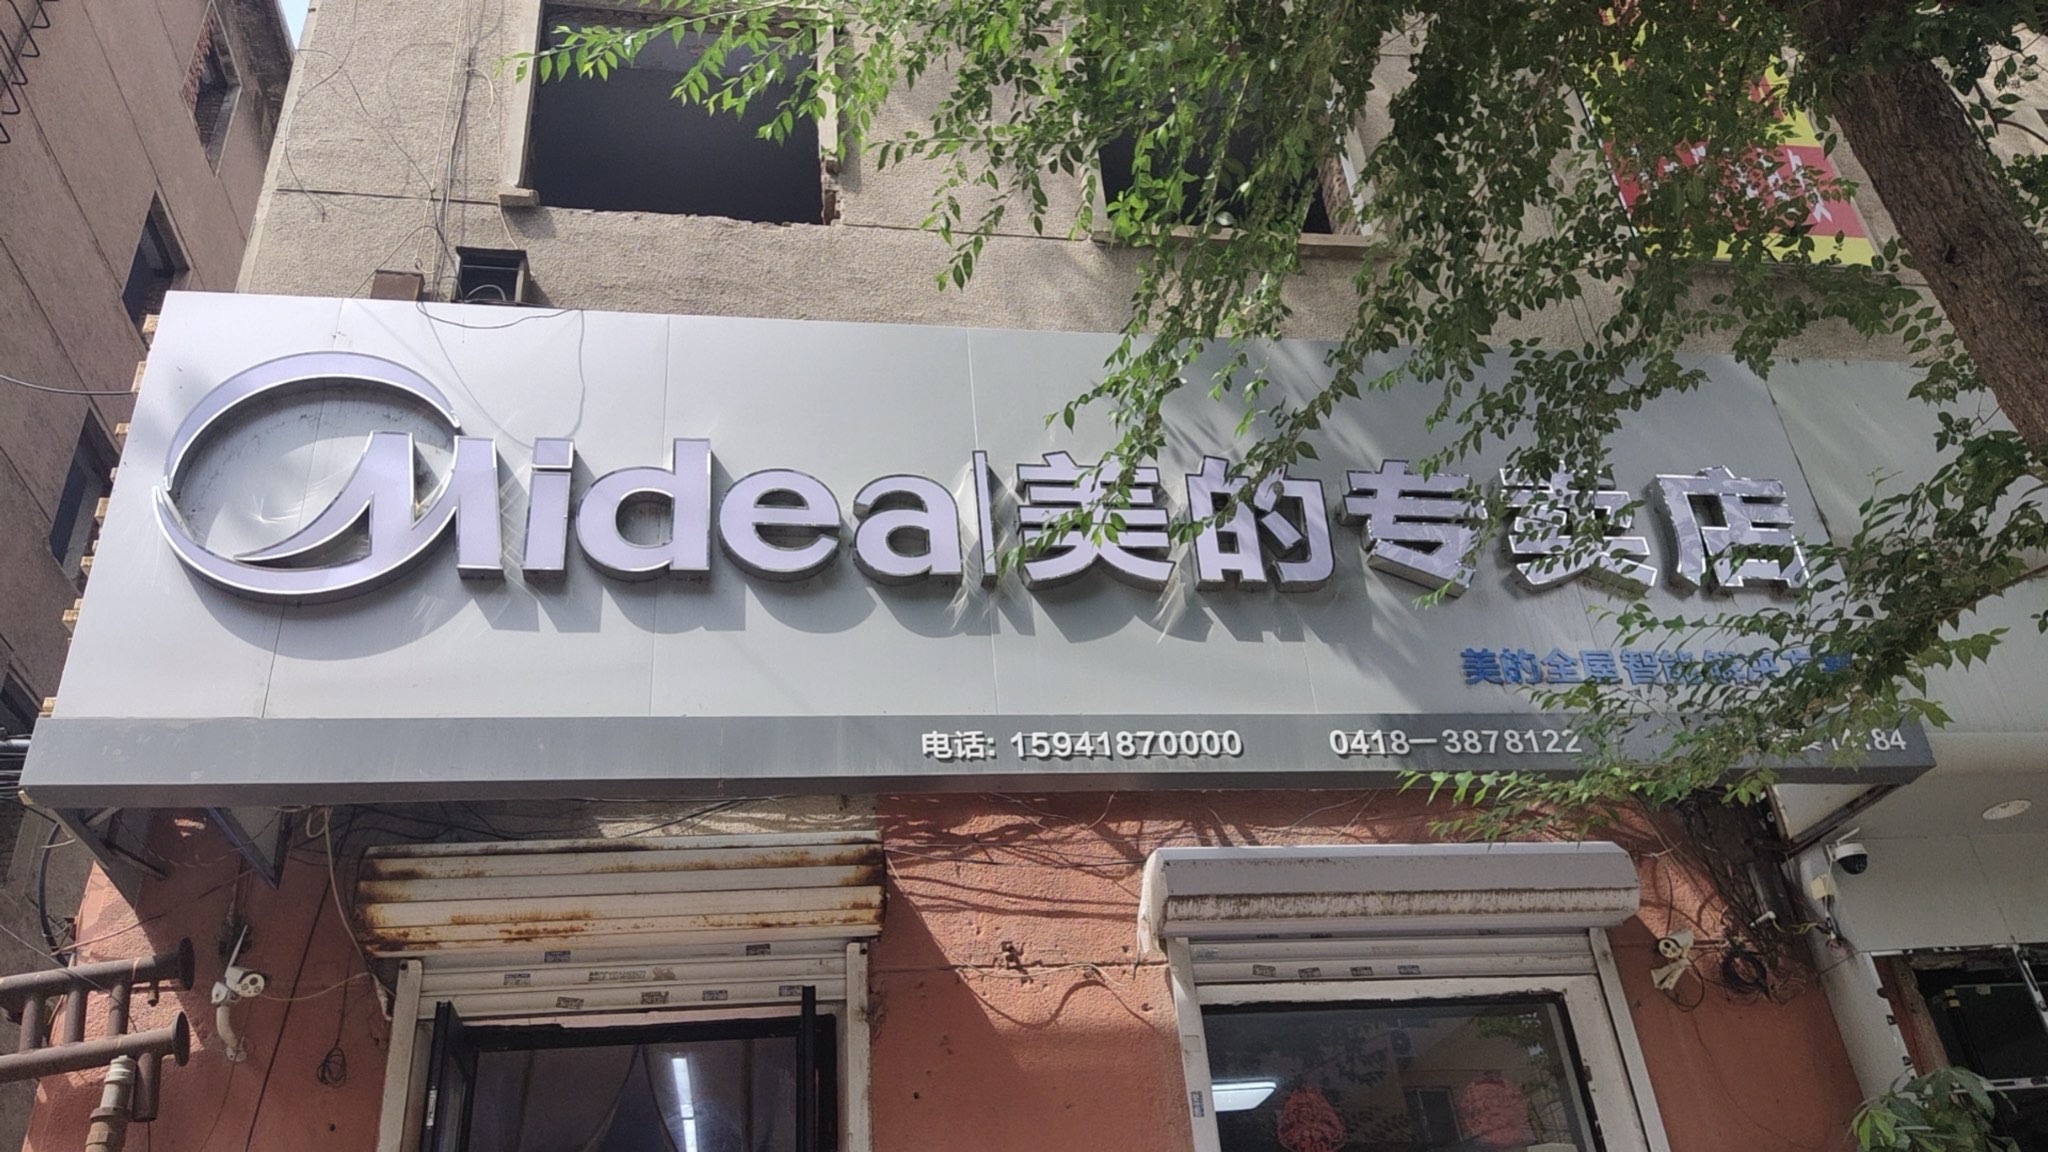 Midea 美的专卖店
美的全屋智能
电话: 15941870000 0418-3878122